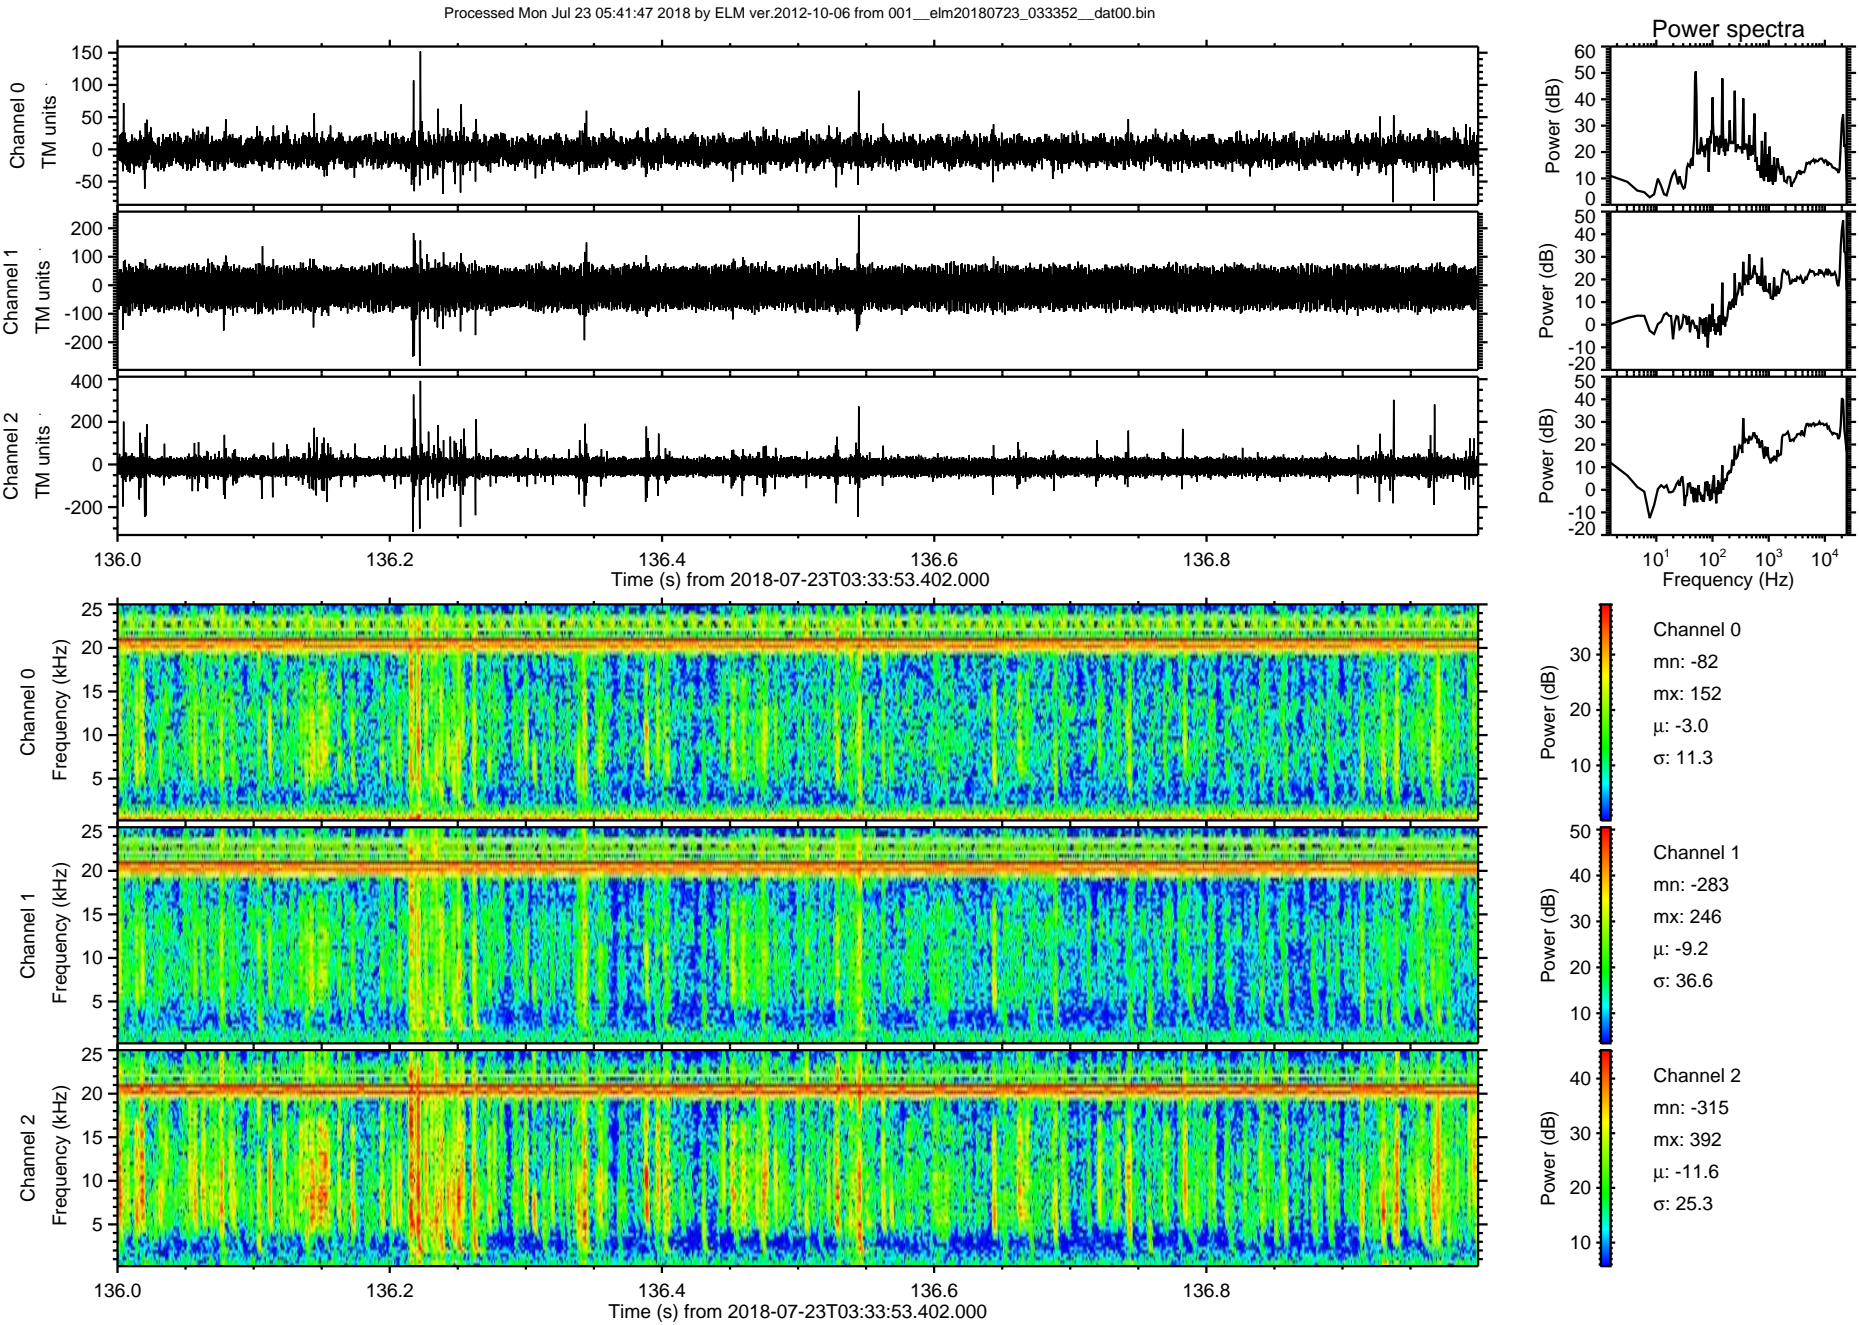 Processed Mon Jul 23 05:41:47 2018 by ELM ver.2012-10-06 from 001__elm20180723_033352__dat00.bin
Power spectra
Channel 0
TM units
150
100
50
0
-50
Power (dB)
60
50
40
30
20
10
0
Channel 1
TM units
200
100
0
-100
-200
Power (dB)
50
40
30
20
10
0
-10
-20
Channel 2
TM units
400
200
0
-200
Power (dB)
50
40
30
20
10
0
-10
-20
136.0 136.2 136.4 136.6 136.8
Time (s) from 2018-07-23T03:33:53.402.000
10¹ 10² 10³ 10⁴
Frequency (Hz)
Channel 0
Frequency (kHz)
25
20
15
10
5
Power (dB)
30
20
10
Channel 0
mn: -82
mx: 152
μ: -3.0
σ: 11.3
Channel 1
Frequency (kHz)
25
20
15
10
5
Power (dB)
50
40
30
20
10
Channel 1
mn: -283
mx: 246
μ: -9.2
σ: 36.6
Channel 2
Frequency (kHz)
25
20
15
10
5
Power (dB)
40
30
20
10
Channel 2
mn: -315
mx: 392
μ: -11.6
σ: 25.3
136.0 136.2 136.4 136.6 136.8
Time (s) from 2018-07-23T03:33:53.402.000